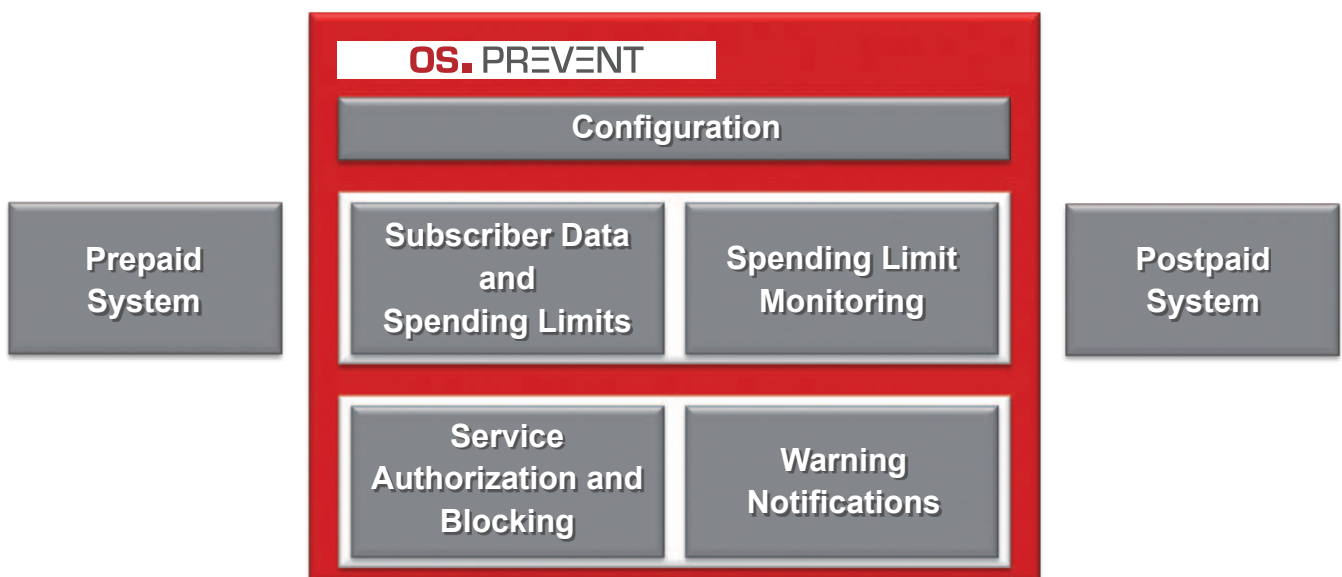 OS. PREVENT
Configuration
Prepaid
System
Subscriber Data
and
Spending Limits
Spending Limit
Monitoring
Postpaid
System
Service
Authorization and
Blocking
Warning
Notifications